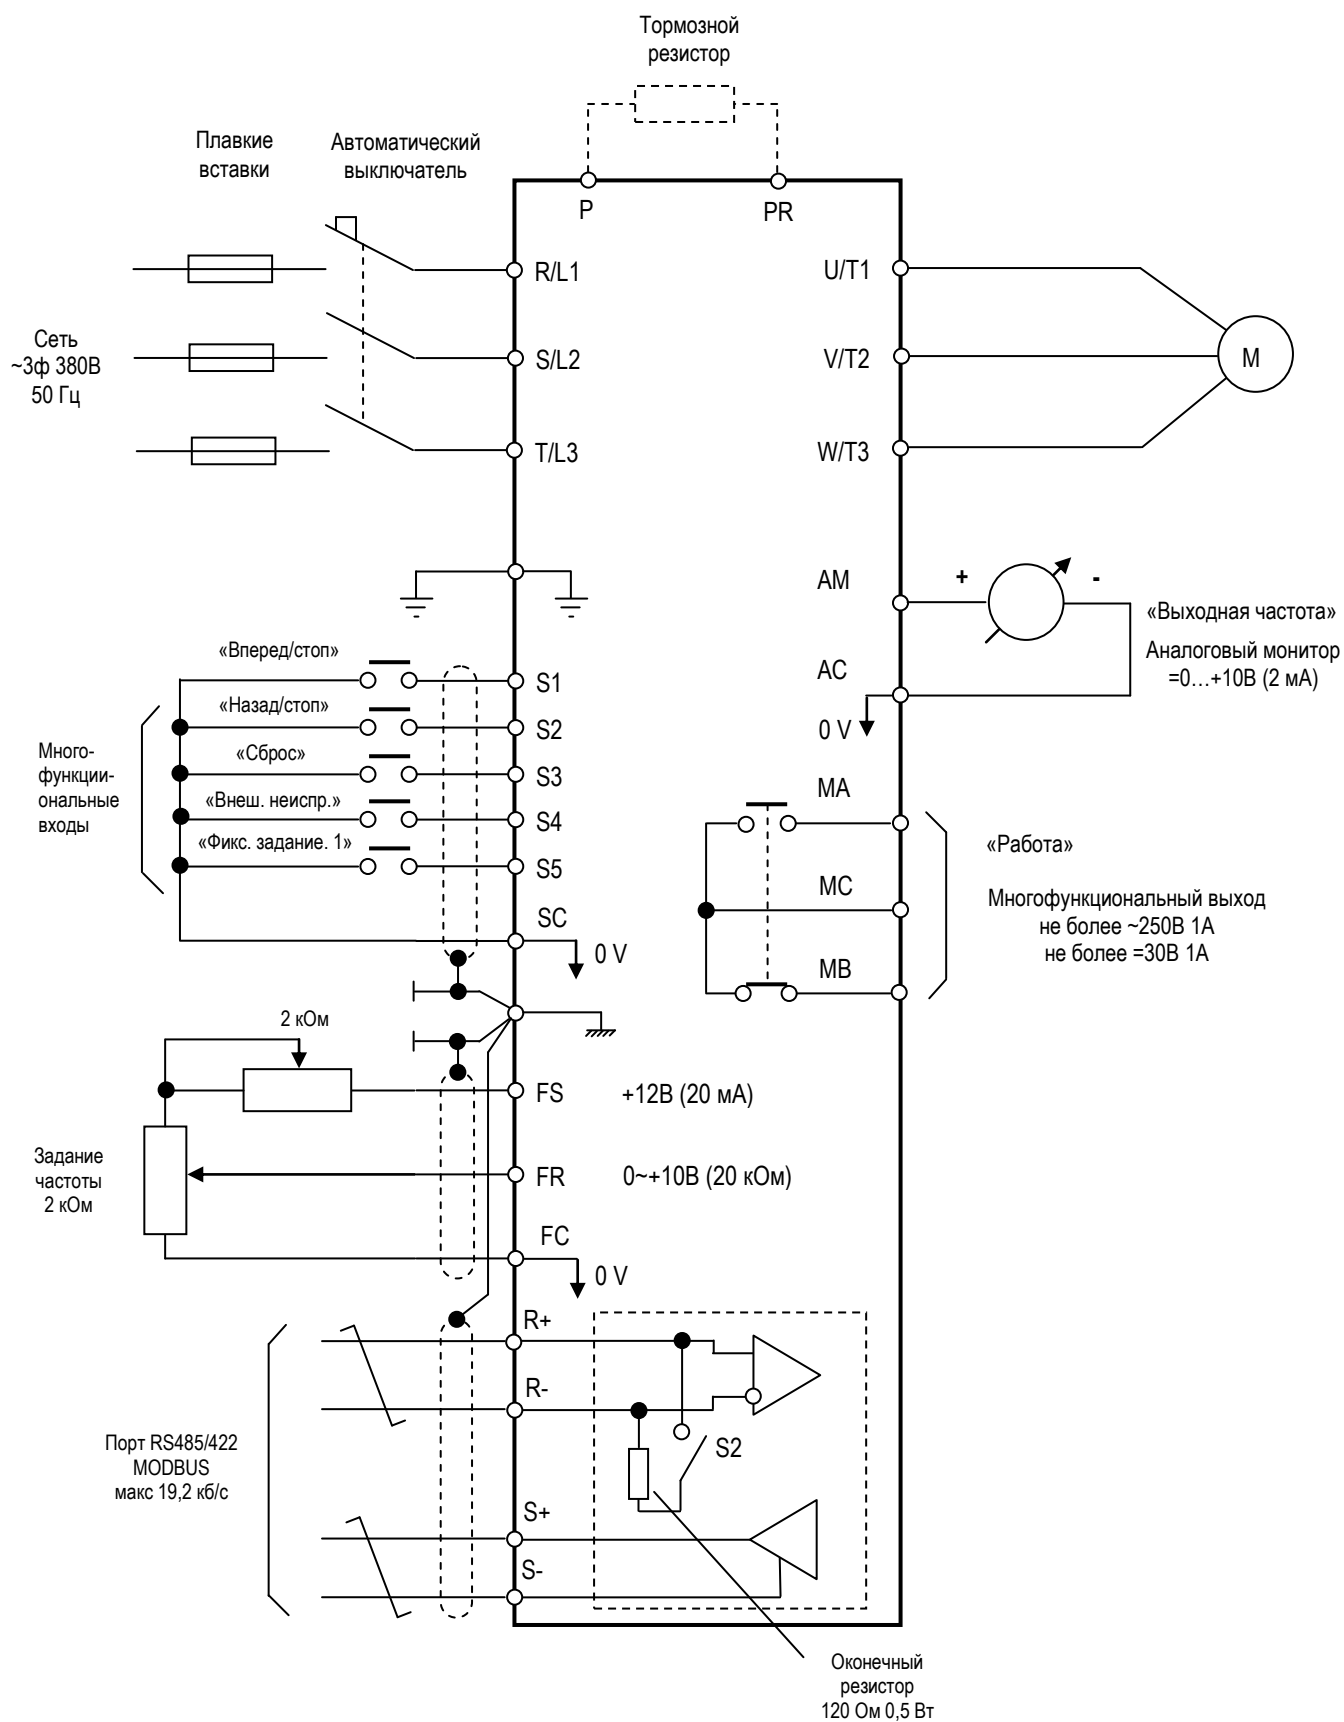 Тормозной
резистор
Плавкие
вставки
Автоматический
выключатель
P
PR
R/L1
U/T1
Сеть
~3ф 380В
50 Гц
S/L2
V/T2
M
T/L3
W/T3
AM
+
-
«Выходная частота»
Аналоговый монитор
=0…+10В (2 мА)
AC
0 V
«Вперед/стоп»
S1
«Назад/стоп»
S2
Много-
функци-
ональные
входы
«Сброс»
S3
«Внеш. неиспр.»
S4
«Фикс. задание. 1»
S5
SC
0 V
MA
MC
MB
«Работа»
Многофункциональный выход
не более ~250В 1А
не более =30В 1А
2 кОм
FS
+12В (20 мА)
Задание
частоты
2 кОм
FR
0~+10В (20 кОм)
FC
0 V
R+
R-
Порт RS485/422
MODBUS
макс 19,2 кб/с
S2
S+
S-
Оконечный
резистор
120 Ом 0,5 Вт